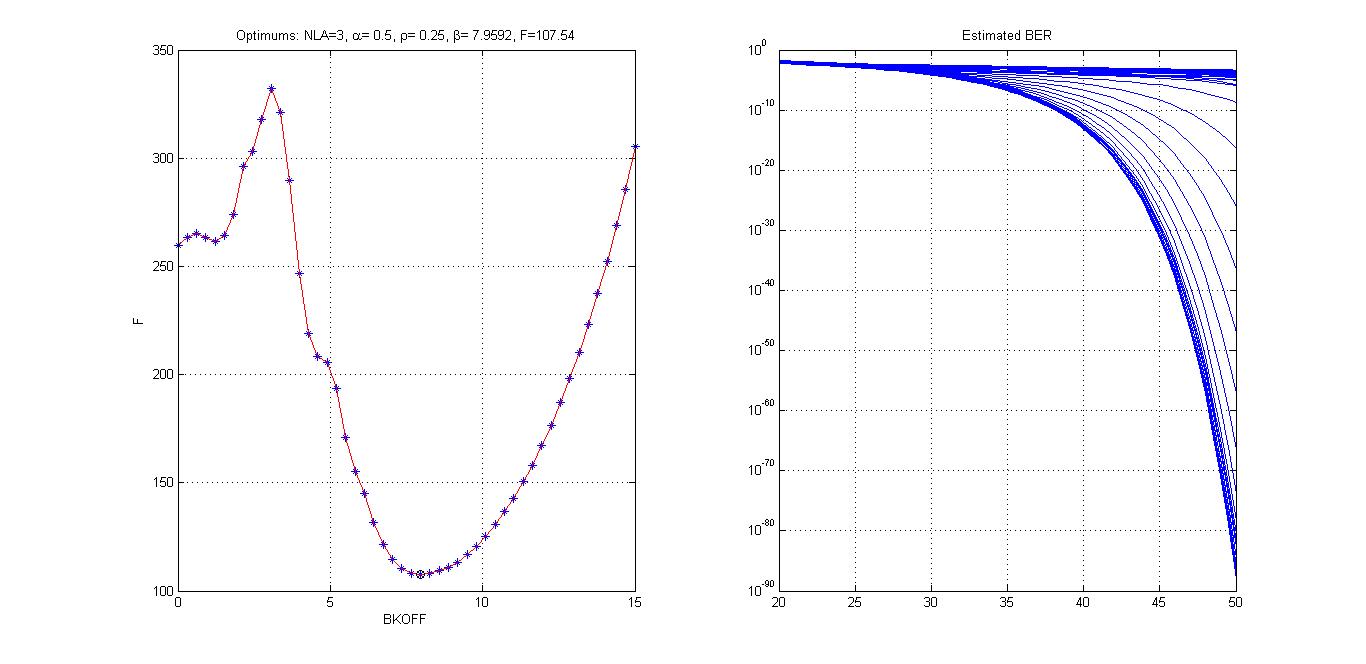 Optimums: NLA=3, α= 0.5, ρ= 0.25, β= 7.9592, F=107.54
350
300
250
200
150
100
F
0 5 10 15
BKOFF
Estimated BER
10^0
10^-10
10^-20
10^-30
10^-40
10^-50
10^-60
10^-70
10^-80
10^-90
20 25 30 35 40 45 50